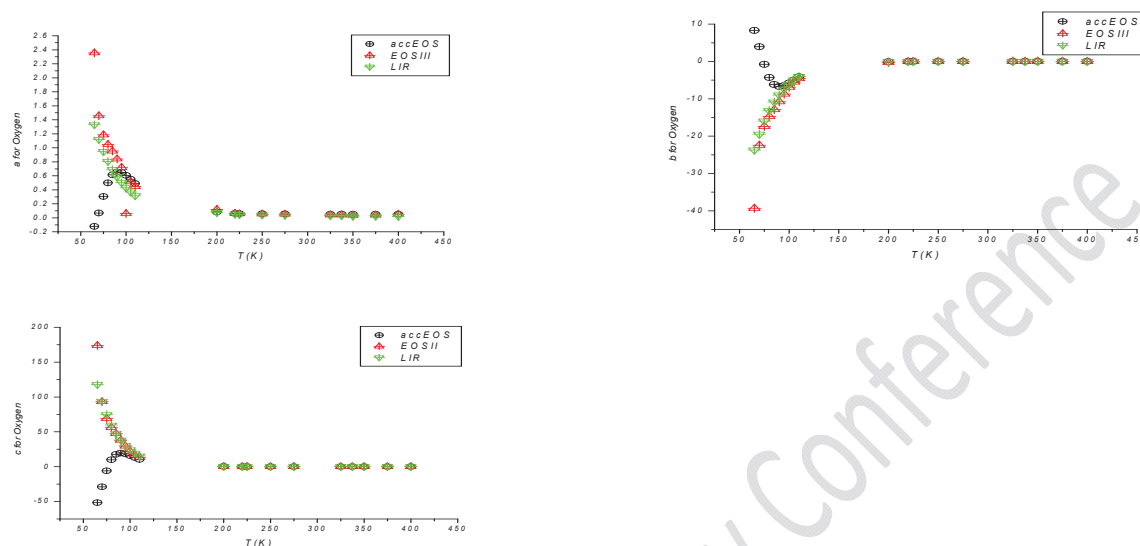 2.6
2.4
2.2
2.0
1.8
1.6
1.4
1.2
1.0
0.8
0.6
0.4
0.2
0.0
-0.2
a for Oxygen
50 100 150 200 250 300 350 400 450
T (K)
accEOS
EOSIII
LIR
10
0
-10
-20
-30
-40
b for Oxygen
50 100 150 200 250 300 350 400 450
T (K)
accEOS
EOSIII
LIR
200
150
100
50
0
-50
c for Oxygen
50 100 150 200 250 300 350 400 450
T (K)
accEOS
EOSII
LIR
y Conference